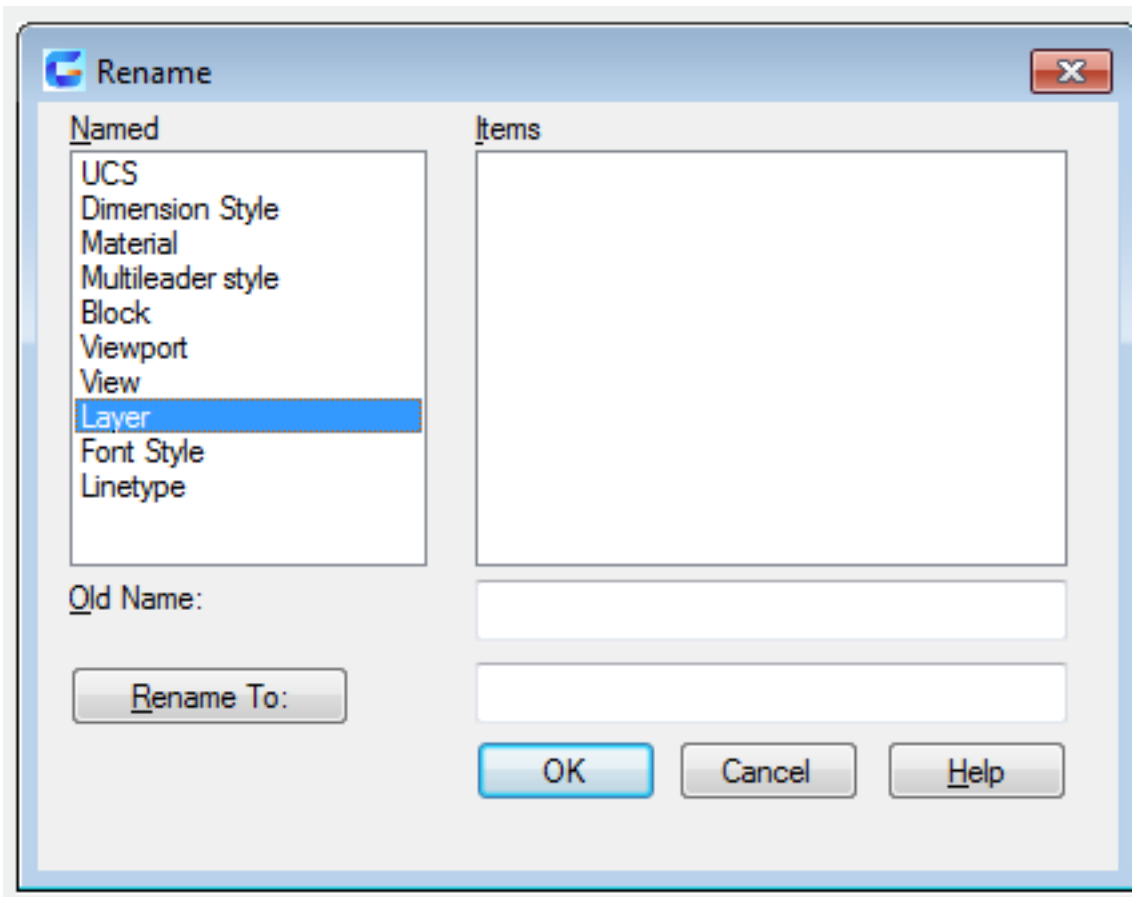 Rename
Named
Items
UCS
Dimension Style
Material
Multileader style
Block
Viewport
View
Layer
Font Style
Linetype
Old Name:
Rename To:
OK
Cancel
Help